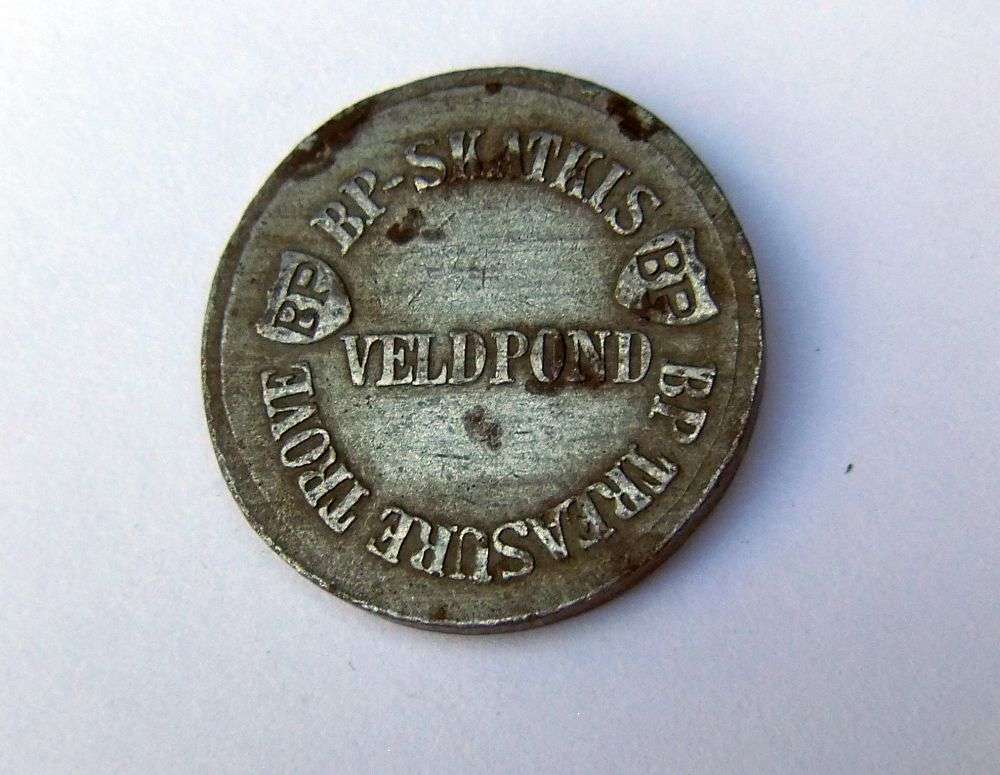 BP-SKATKIS
BP
BP
VELDPOND
BP TREASURE TROVE